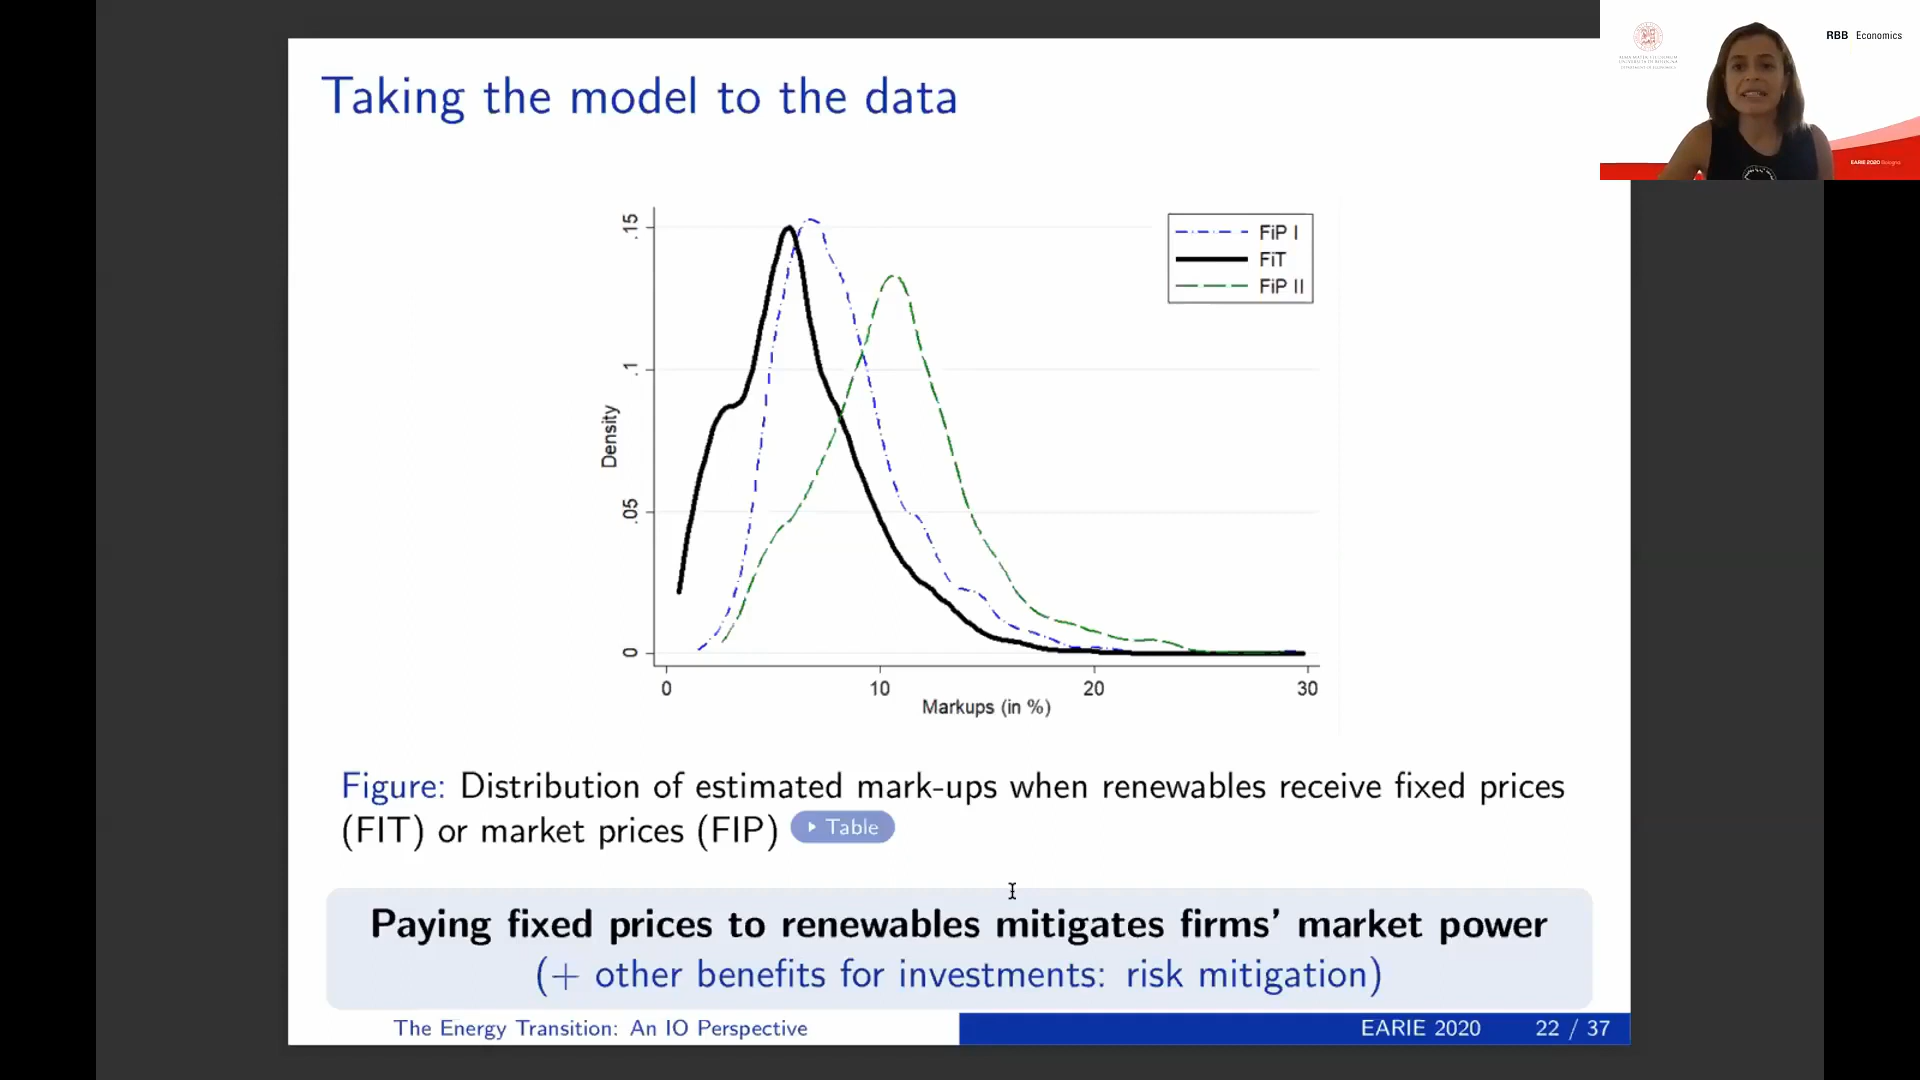 Taking the model to the data
RBB Economics
EARIE 2020 Bologna
.15
.1
.05
0
Density
0 10 20 30
Markups (in %)
FiP I
FiT
FiP II
Figure: Distribution of estimated mark-ups when renewables receive fixed prices
(FIT) or market prices (FIP) Table
Paying fixed prices to renewables mitigates firms' market power
(+ other benefits for investments: risk mitigation)
The Energy Transition: An IO Perspective EARIE 2020 22 / 37